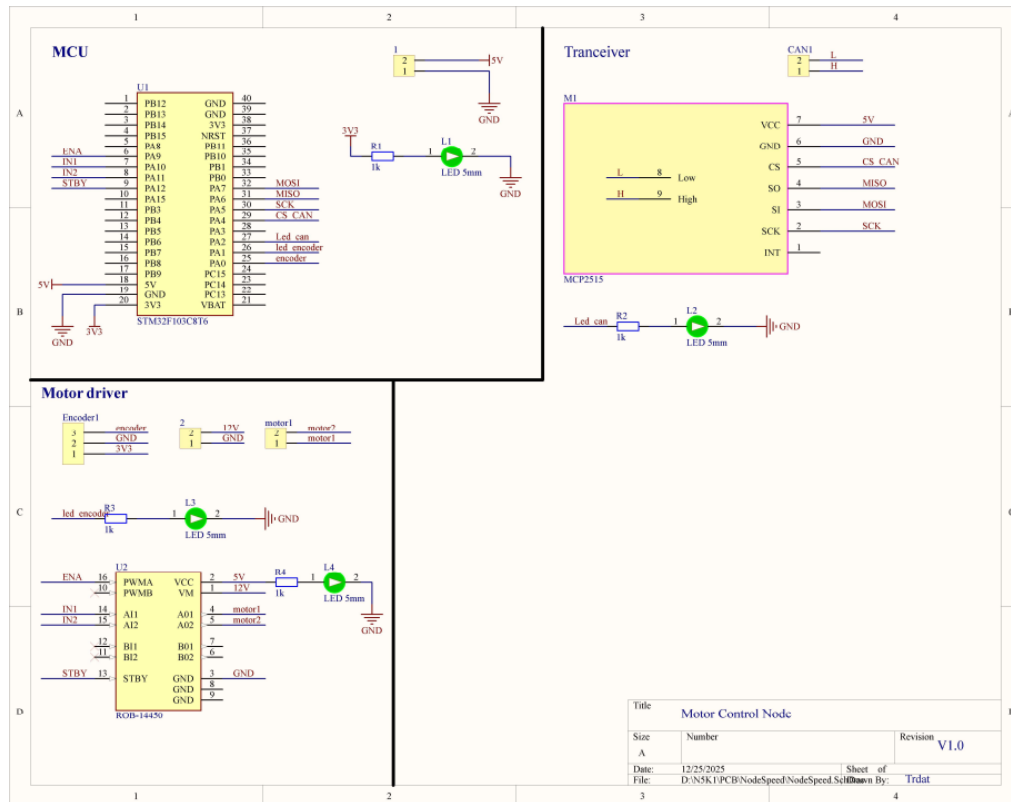 1 2 3 4
MCU
1
2
1
5V
GND
3V3
R1
1k
L1
1 2
LED 5mm
GND
U1
1 PB12 GND 40
2 PB13 GND 39
3 PB14 3V3 38
4 PB15 NRST 37
5 PA8 PB11 36
ENA 6 PA9 PB10 35
IN1 7 PA10 PB1 34
IN2 8 PA11 PB0 33
STBY 9 PA12 PA7 32 MOSI
10 PA15 PA6 31 MISO
11 PB3 PA5 30 SCK
12 PB4 PA4 29 CS_CAN
13 PB5 PA3 28
14 PB6 PA2 27 Led_can
15 PB7 PA1 26 led_encoder
16 PB8 PA0 25 encoder
17 PB9 PC15 24
5V 18 5V PC14 23
19 GND PC13 22
20 3V3 VBAT 21
STM32F103C8T6
GND
3V3
Tranceiver
CAN1
2 L
1 H
M1
VCC 7 5V
GND 6 GND
CS 5 CS_CAN
SO 4 MISO
SI 3 MOSI
SCK 2 SCK
INT 1
L 8 Low
H 9 High
MCP2515
Led_can
R2
1k
L2
1 2
LED 5mm
GND
Motor driver
Encoder1
3 encoder
2 GND
1 3V3
2
2 12V
1 GND
motor1
2 motor2
1 motor1
led_encoder
R3
1k
L3
1 2
LED 5mm
GND
U2
ENA 16 PWMA VCC 2 5V
10 PWMB VM 1 12V
IN1 14 AI1 A01 4 motor1
IN2 15 AI2 A02 5 motor2
12 BI1 B01 7
11 BI2 B02 6
STBY 13 STBY GND 3 GND
GND 8
GND 9
ROB-14450
R4
1k
L4
1 2
LED 5mm
GND
A
B
C
D
A
Title
Motor Control Node
Size
A
Number
Revision
V1.0
Date: 12/25/2025 Sheet of
File: D:\N5K1\PCB\NodeSpeed\NodeSpeed.SchDoc Drawn By: Trdat
1 2 3 4